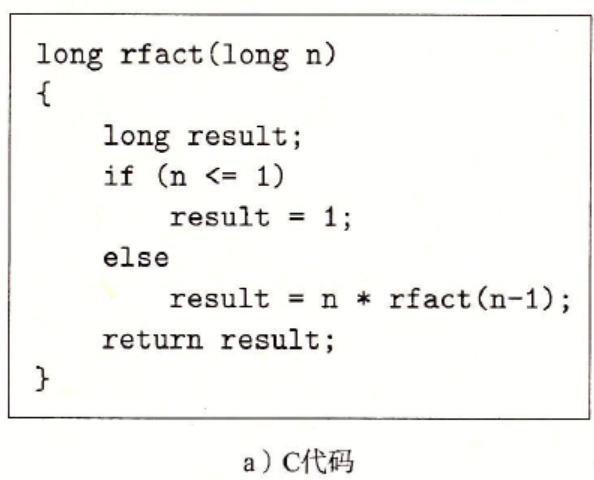 long rfact(long n)
{
    long result;
    if (n <= 1)
        result = 1;
    else
        result = n * rfact(n-1);
    return result;
}
a）C代码